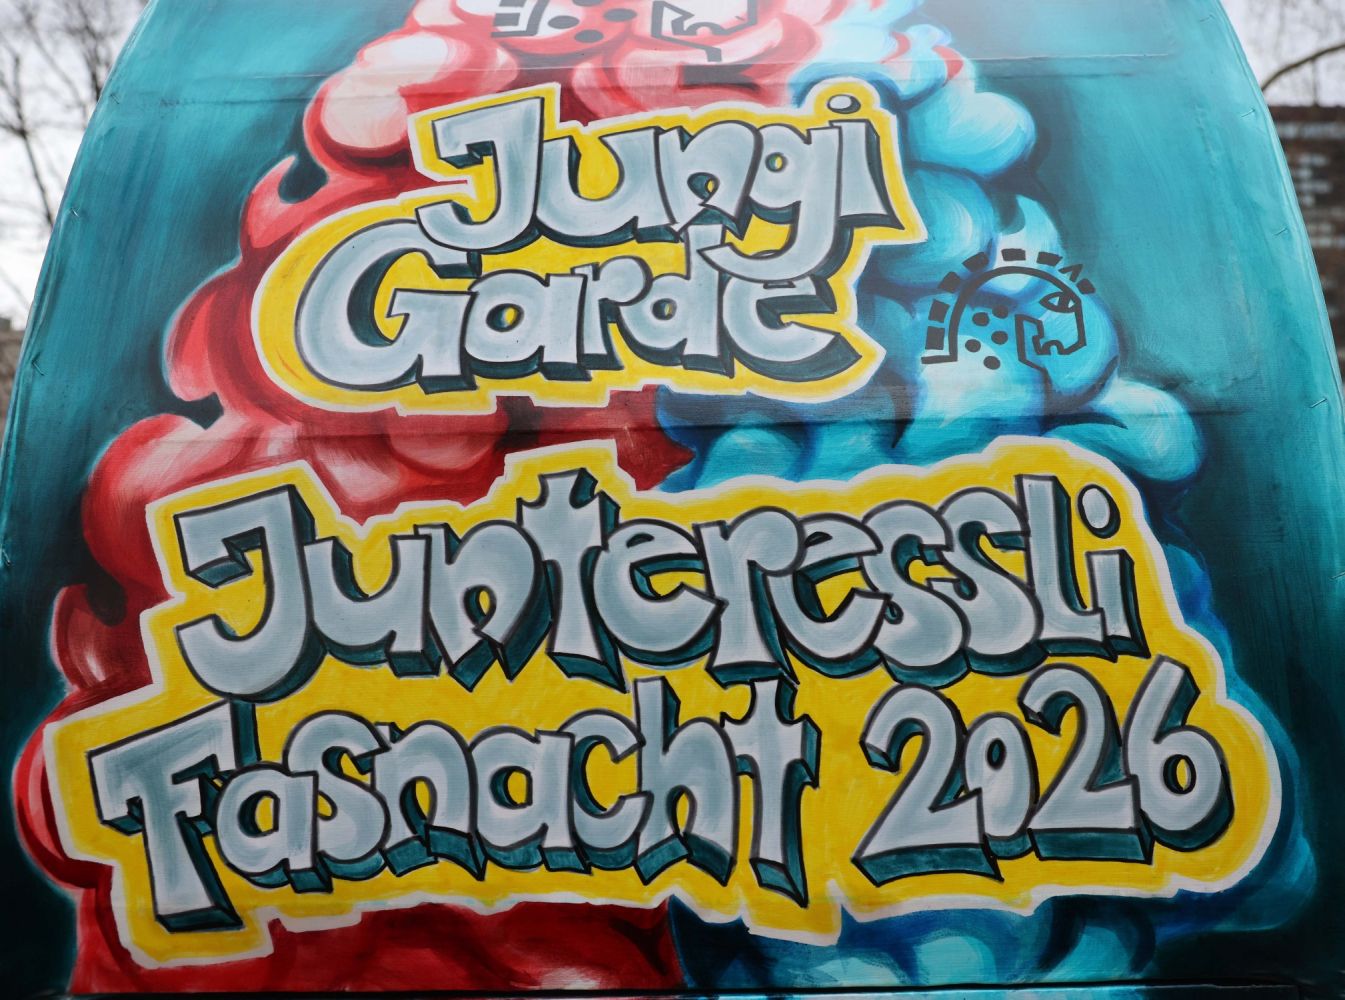 Jungi
Garde
Junteressli
Fasnacht 2026